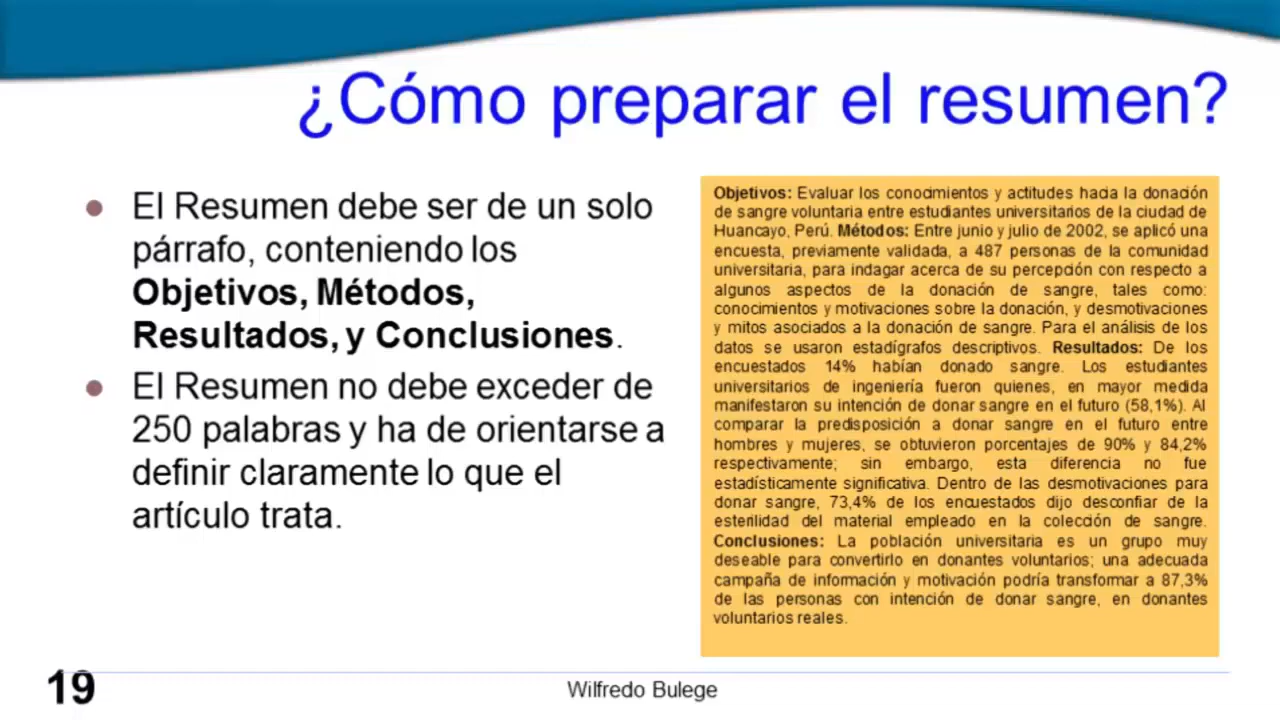 ¿Cómo preparar el resumen?
El Resumen debe ser de un solo
párrafo, conteniendo los
Objetivos, Métodos,
Resultados, y Conclusiones.
El Resumen no debe exceder de
250 palabras y ha de orientarse a
definir claramente lo que el
artículo trata.
Objetivos: Evaluar los conocimientos y actitudes hacia la donación
de sangre voluntaria entre estudiantes universitarios de la ciudad de
Huancayo, Perú. Métodos: Entre junio y julio de 2002, se aplicó una
encuesta, previamente validada, a 487 personas de la comunidad
universitaria, para indagar acerca de su percepción con respecto a
algunos aspectos de la donación de sangre, tales como:
conocimientos y motivaciones sobre la donación, y desmotivaciones
y mitos asociados a la donación de sangre. Para el análisis de los
datos se usaron estadígrafos descriptivos. Resultados: De los
encuestados 14% habían donado sangre. Los estudiantes
universitarios de ingeniería fueron quienes, en mayor medida
manifestaron su intención de donar sangre en el futuro (58,1%). Al
comparar la predisposición a donar sangre en el futuro entre
hombres y mujeres, se obtuvieron porcentajes de 90% y 84,2%
respectivamente; sin embargo, esta diferencia no fue
estadísticamente significativa. Dentro de las desmotivaciones para
donar sangre, 73,4% de los encuestados dijo desconfiar de la
esterilidad del material empleado en la colección de sangre.
Conclusiones: La población universitaria es un grupo muy
deseable para convertirlo en donantes voluntarios; una adecuada
campaña de información y motivación podría transformar a 87,3%
de las personas con intención de donar sangre, en donantes
voluntarios reales.
19
Wilfredo Bulege